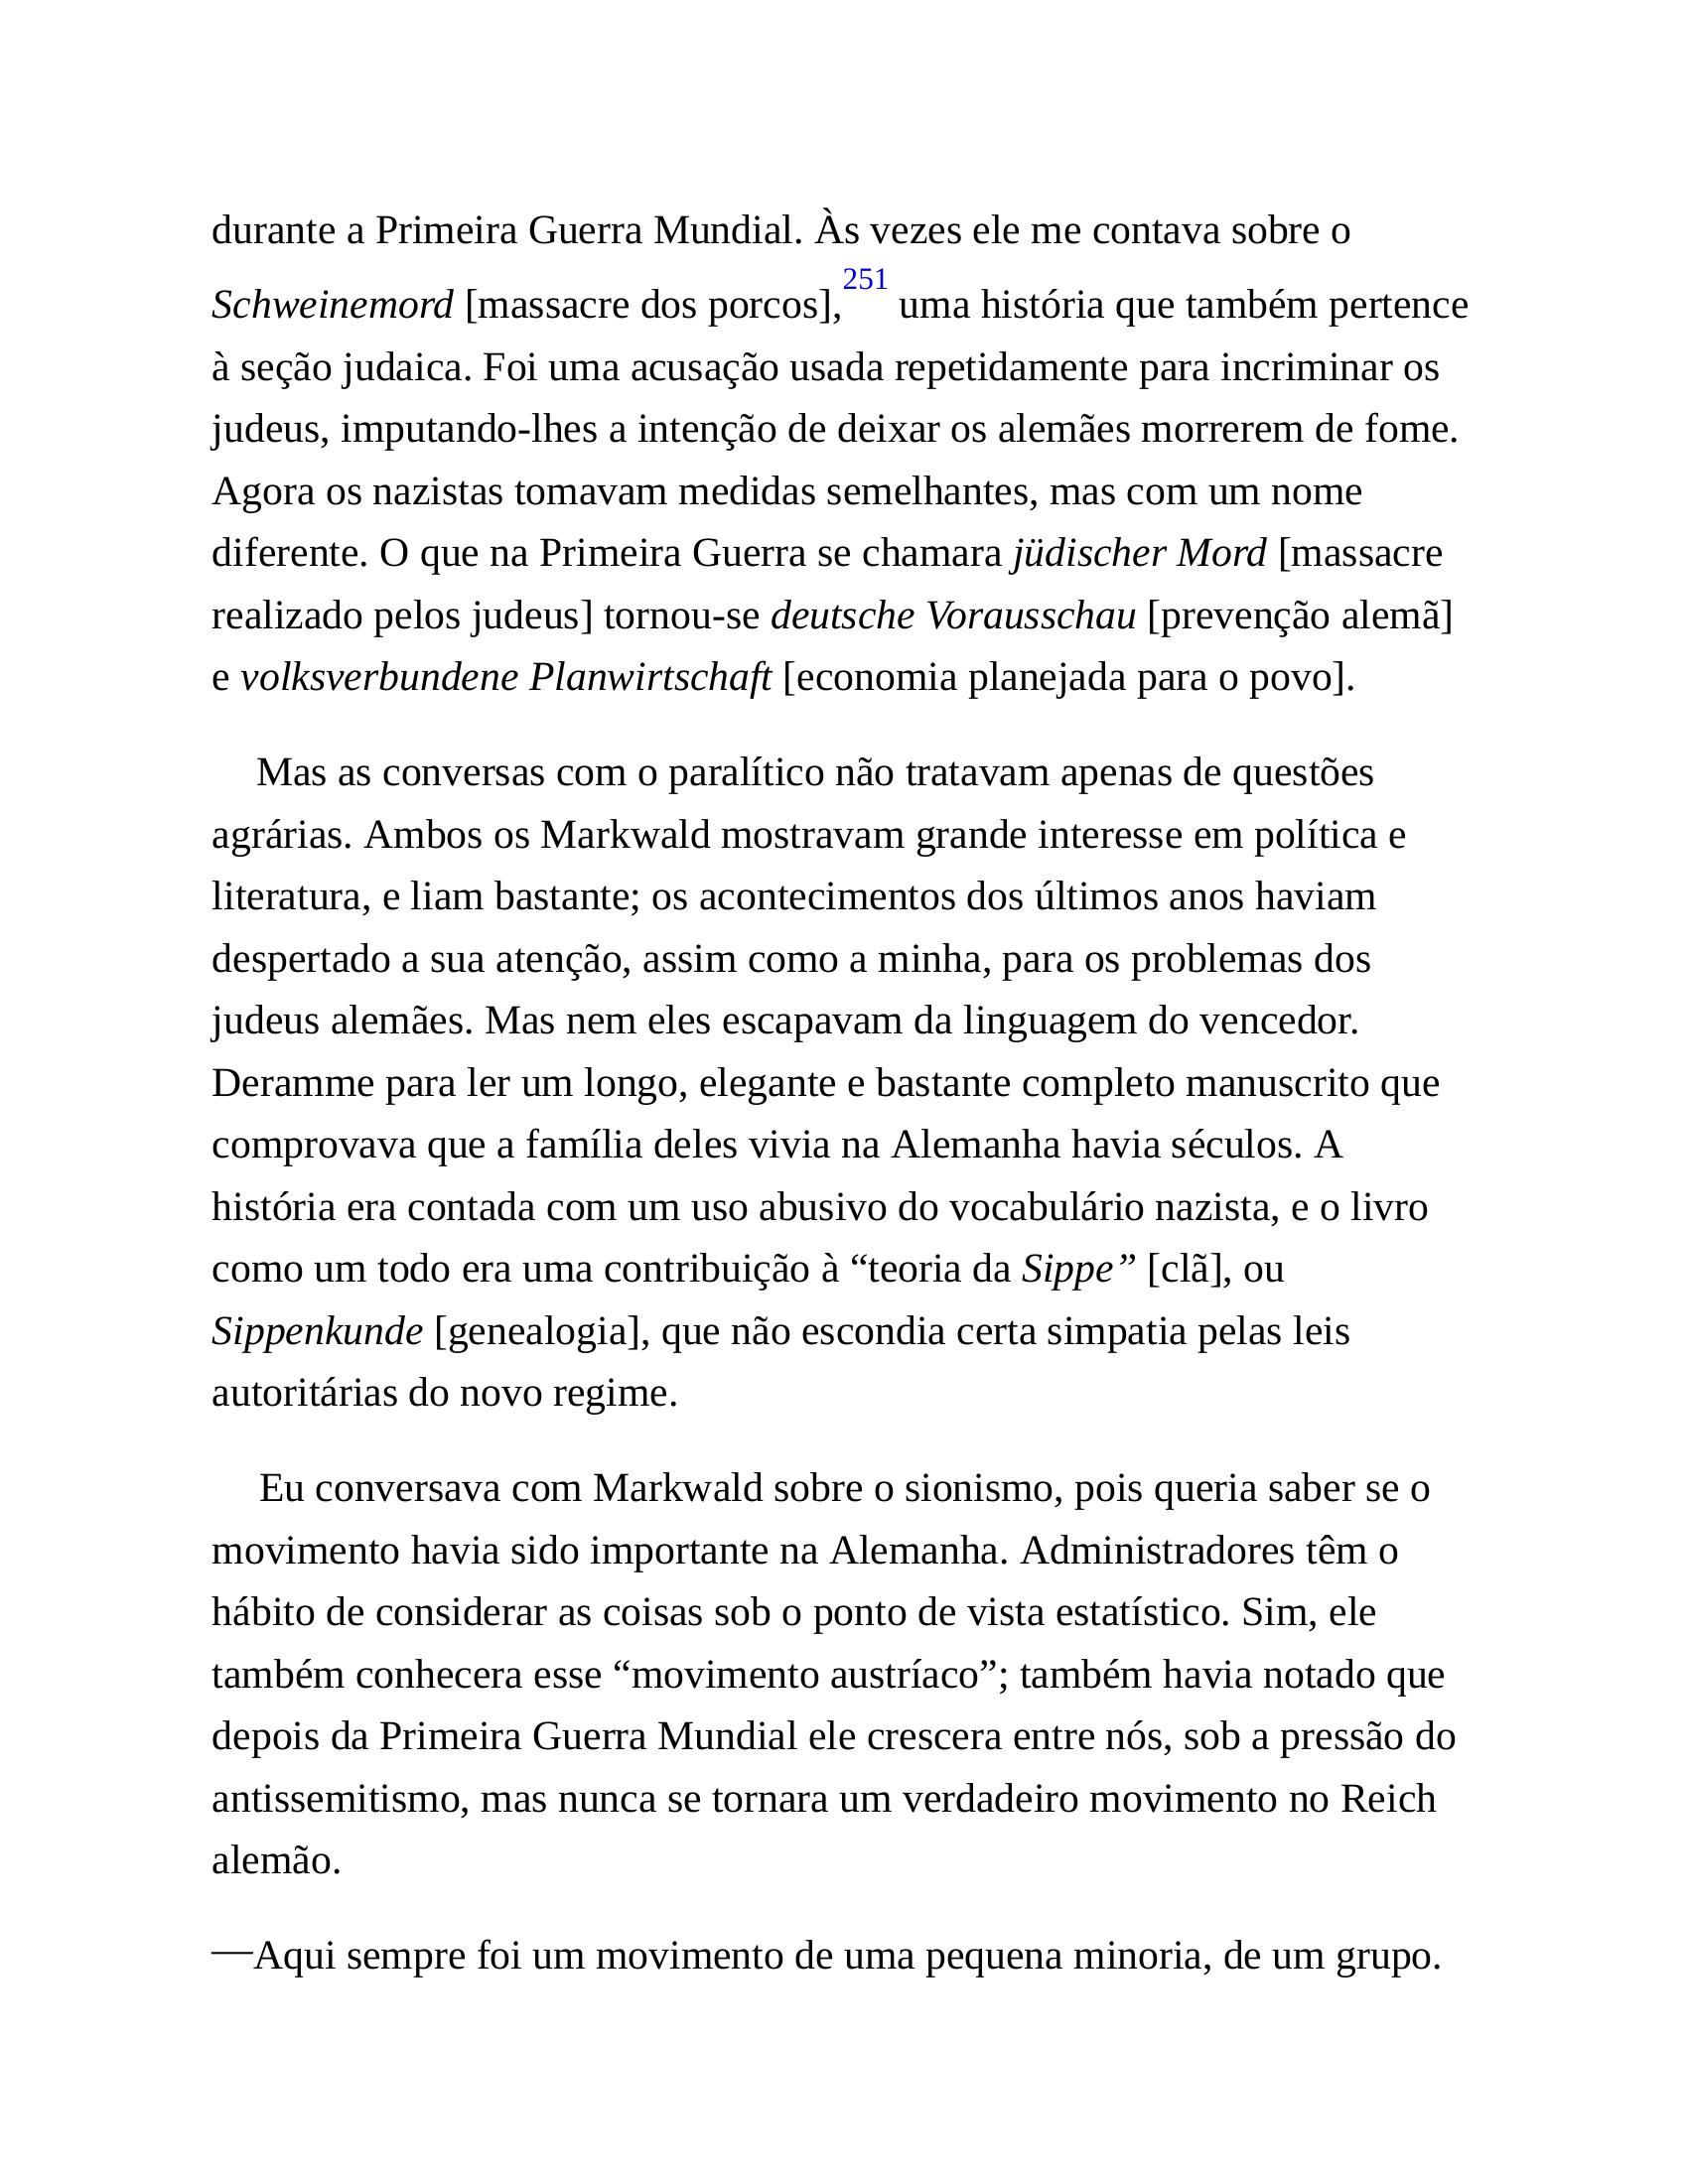 durante a Primeira Guerra Mundial. Às vezes ele me contava sobre o
Schweinemord [massacre dos porcos],251 uma história que também pertence
à seção judaica. Foi uma acusação usada repetidamente para incriminar os
judeus, imputando-lhes a intenção de deixar os alemães morrerem de fome.
Agora os nazistas tomavam medidas semelhantes, mas com um nome
diferente. O que na Primeira Guerra se chamara jüdischer Mord [massacre
realizado pelos judeus] tornou-se deutsche Vorausschau [prevenção alemã]
e volksverbundene Planwirtschaft [economia planejada para o povo].
Mas as conversas com o paralítico não tratavam apenas de questões
agrárias. Ambos os Markwald mostravam grande interesse em política e
literatura, e liam bastante; os acontecimentos dos últimos anos haviam
despertado a sua atenção, assim como a minha, para os problemas dos
judeus alemães. Mas nem eles escapavam da linguagem do vencedor.
Deramme para ler um longo, elegante e bastante completo manuscrito que
comprovava que a família deles vivia na Alemanha havia séculos. A
história era contada com um uso abusivo do vocabulário nazista, e o livro
como um todo era uma contribuição à “teoria da Sippe” [clã], ou
Sippenkunde [genealogia], que não escondia certa simpatia pelas leis
autoritárias do novo regime.
Eu conversava com Markwald sobre o sionismo, pois queria saber se o
movimento havia sido importante na Alemanha. Administradores têm o
hábito de considerar as coisas sob o ponto de vista estatístico. Sim, ele
também conhecera esse “movimento austríaco”; também havia notado que
depois da Primeira Guerra Mundial ele crescera entre nós, sob a pressão do
antissemitismo, mas nunca se tornara um verdadeiro movimento no Reich
alemão.
—Aqui sempre foi um movimento de uma pequena minoria, de um grupo.